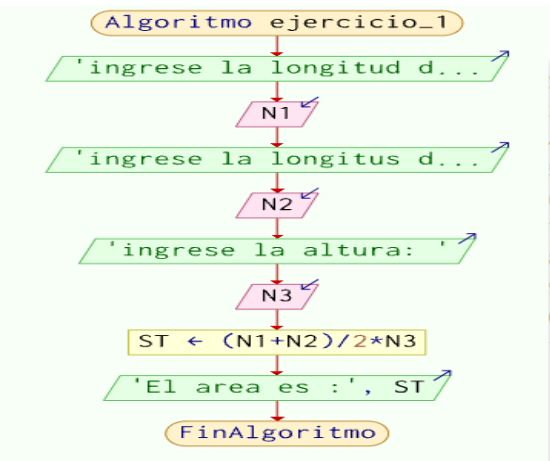 Algoritmo ejercicio_1
'ingrese la longitud d...
N1
'ingrese la longitus d...
N2
'ingrese la altura: '
N3
ST ← (N1+N2)/2*N3
'El area es :', ST
FinAlgoritmo